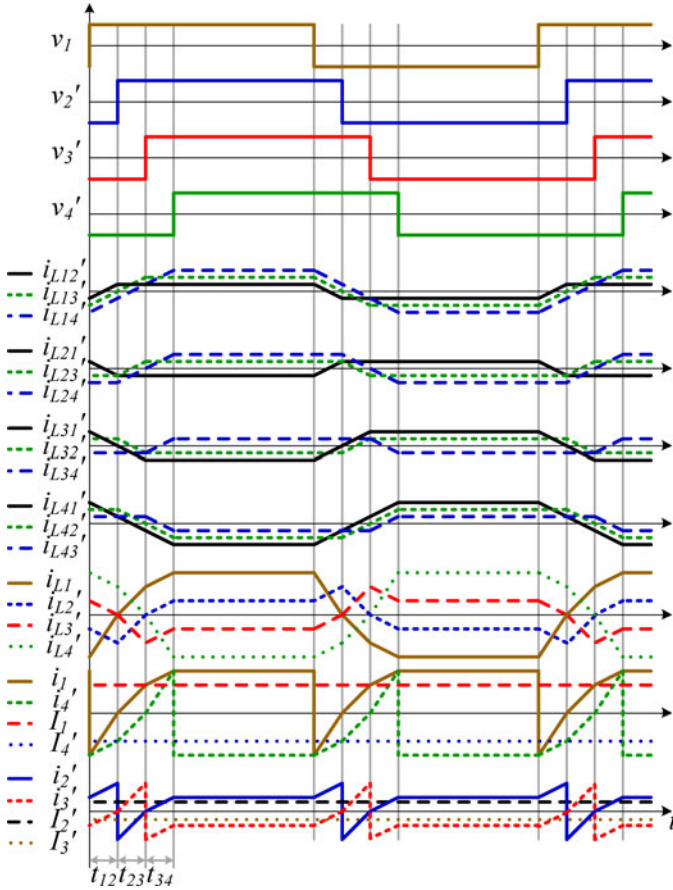 v1
v2'
v3'
v4'
iL12'
iL13'
iL14'
iL21'
iL23'
iL24'
iL31'
iL32'
iL34'
iL41'
iL42'
iL43'
iL1
iL2'
iL3'
iL4'
i1
i4'
I1
I4'
i2'
i3'
I2'
I3'
t
t12 t23 t34